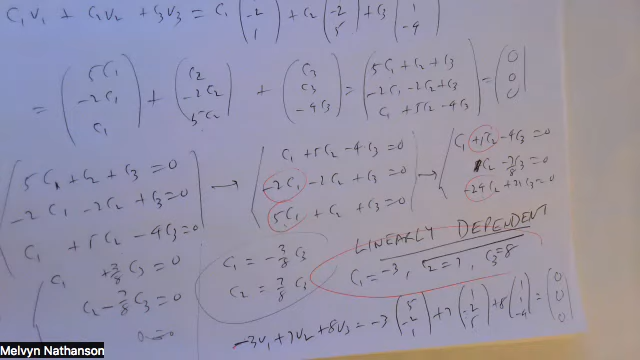 C₁V₁ + C₂V₂ + C₃V₃ = C₁ (5 -2 1) + C₂ (1 -2 5) + C₃ (1 1 -4)
= (5C₁ -2C₁ C₁) + (C₂ -2C₂ 5C₂) + (C₃ C₃ -4C₃) = (5C₁ + C₂ + C₃ -2C₁ -2C₂ + C₃ C₁ + 5C₂ - 4C₃) = (0 0 0)
5C₁ + C₂ + C₃ = 0
-2C₁ -2C₂ + C₃ = 0
C₁ + 5C₂ - 4C₃ = 0
→
C₁ + 5C₂ - 4C₃ = 0
-2C₁ -2C₂ + C₃ = 0
5C₁ + C₂ + C₃ = 0
→
C₁ + 5C₂ - 4C₃ = 0
C₂ - 7/8 C₃ = 0
-24C₂ + 21C₃ = 0
C₁ + 3/8 C₃ = 0
C₂ - 7/8 C₃ = 0
0 = 0
C₁ = -3/8 C₃
C₂ = 7/8 C₃
LINEARLY DEPENDENT
C₁ = -3, C₂ = 7, C₃ = 8
-3V₁ + 7V₂ + 8V₃ = -3 (5 -2 1) + 7 (1 -2 5) + 8 (1 1 -4) = (0 0 0)
Melvyn Nathanson